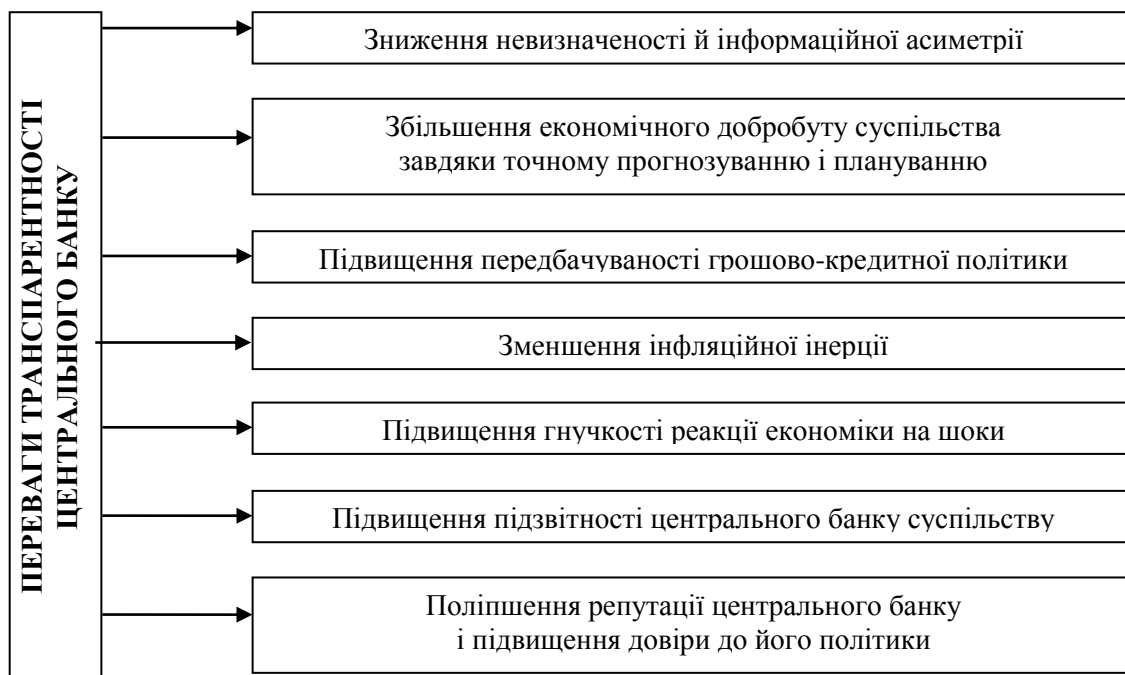 ПЕРЕВАГИ ТРАНСПАРЕНТНОСТІ
ЦЕНТРАЛЬНОГО БАНКУ
Зниження невизначеності й інформаційної асиметрії
Збільшення економічного добробуту суспільства
завдяки точному прогнозуванню і плануванню
Підвищення передбачуваності грошово-кредитної політики
Зменшення інфляційної інерції
Підвищення гнучкості реакції економіки на шоки
Підвищення підзвітності центрального банку суспільству
Поліпшення репутації центрального банку
і підвищення довіри до його політики